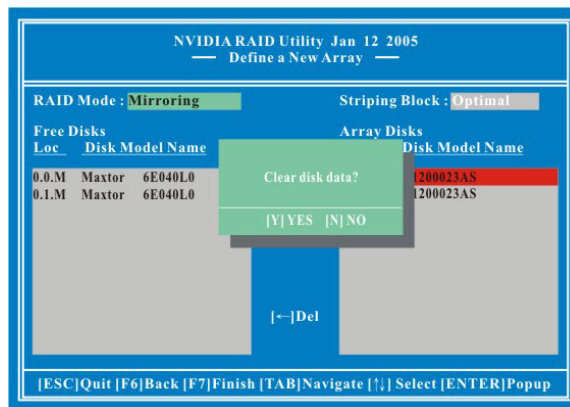 NVIDIA RAID Utility Jan 12 2005
— Define a New Array —
RAID Mode : Mirroring
Striping Block : Optimal
Free Disks
Array Disks
Loc Disk Model Name
Disk Model Name
0.0.M Maxtor 6E040L0
0.1.M Maxtor 6E040L0
1200023AS
1200023AS
Clear disk data?
[Y] YES [N] NO
[←]Del
[ESC]Quit [F6]Back [F7]Finish [TAB]Navigate [↑↓] Select [ENTER]Popup